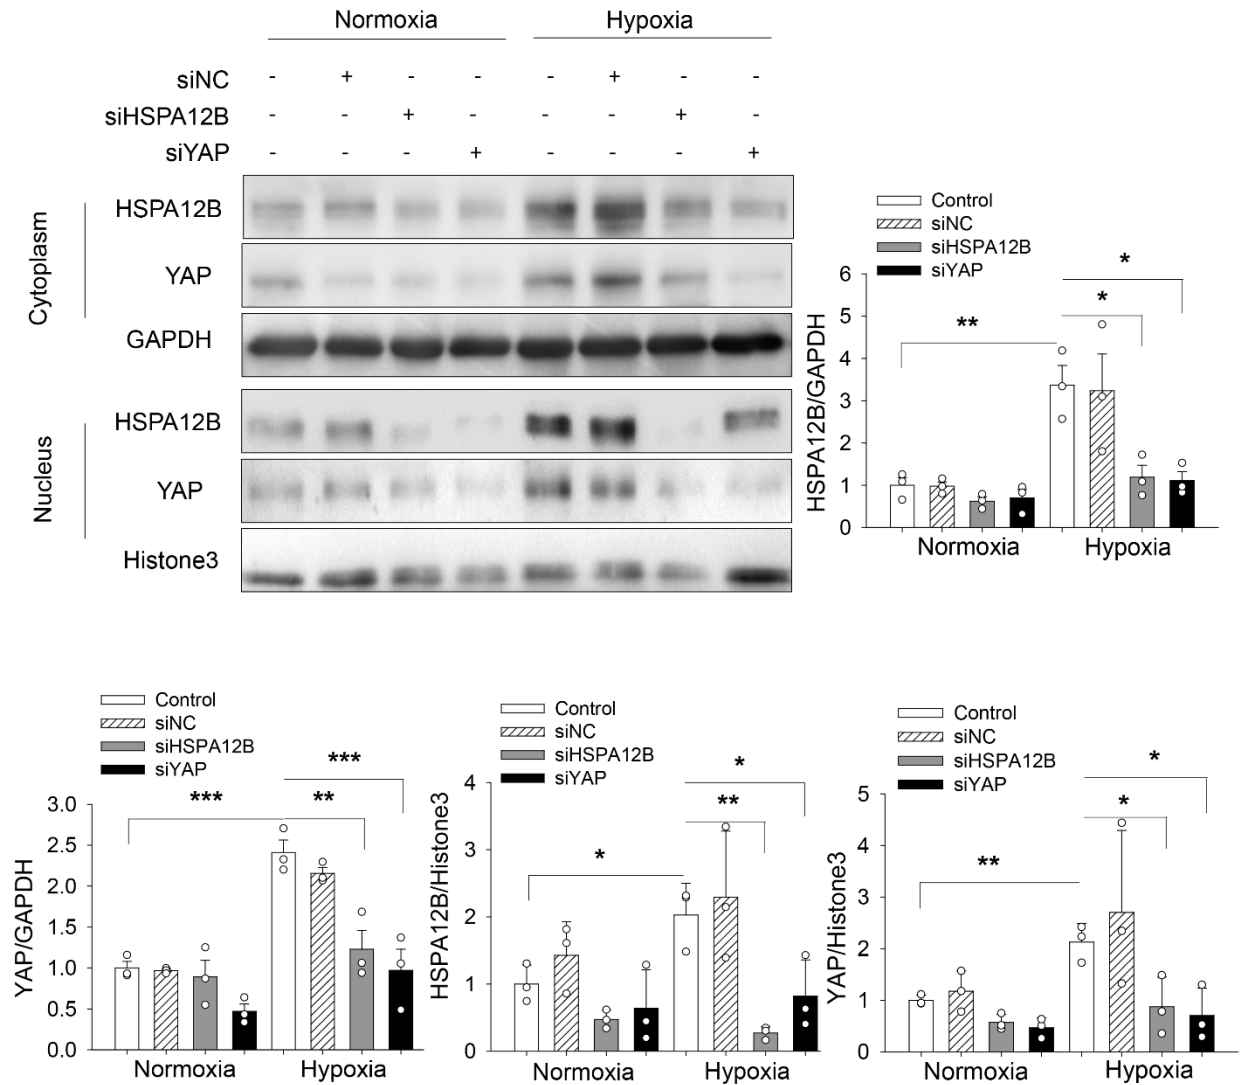 Normoxia Hypoxia
siNC - + - - - + - -
siHSPA12B - - + - - - + -
siYAP - - - + - - - +
Cytoplasm
HSPA12B
YAP
GAPDH
Nucleus
HSPA12B
YAP
Histone3
Control
siNC
siHSPA12B
siYAP
HSPA12B/GAPDH
6
5
4
3
2
1
0
*
*
**
Normoxia Hypoxia
Control
siNC
siHSPA12B
siYAP
YAP/GAPDH
3.0
2.5
2.0
1.5
1.0
0.5
0.0
***
***
**
Normoxia Hypoxia
Control
siNC
siHSPA12B
siYAP
HSPA12B/Histone3
4
3
2
1
0
*
**
*
Normoxia Hypoxia
Control
siNC
siHSPA12B
siYAP
YAP/Histone3
5
4
3
2
1
0
*
*
**
Normoxia Hypoxia